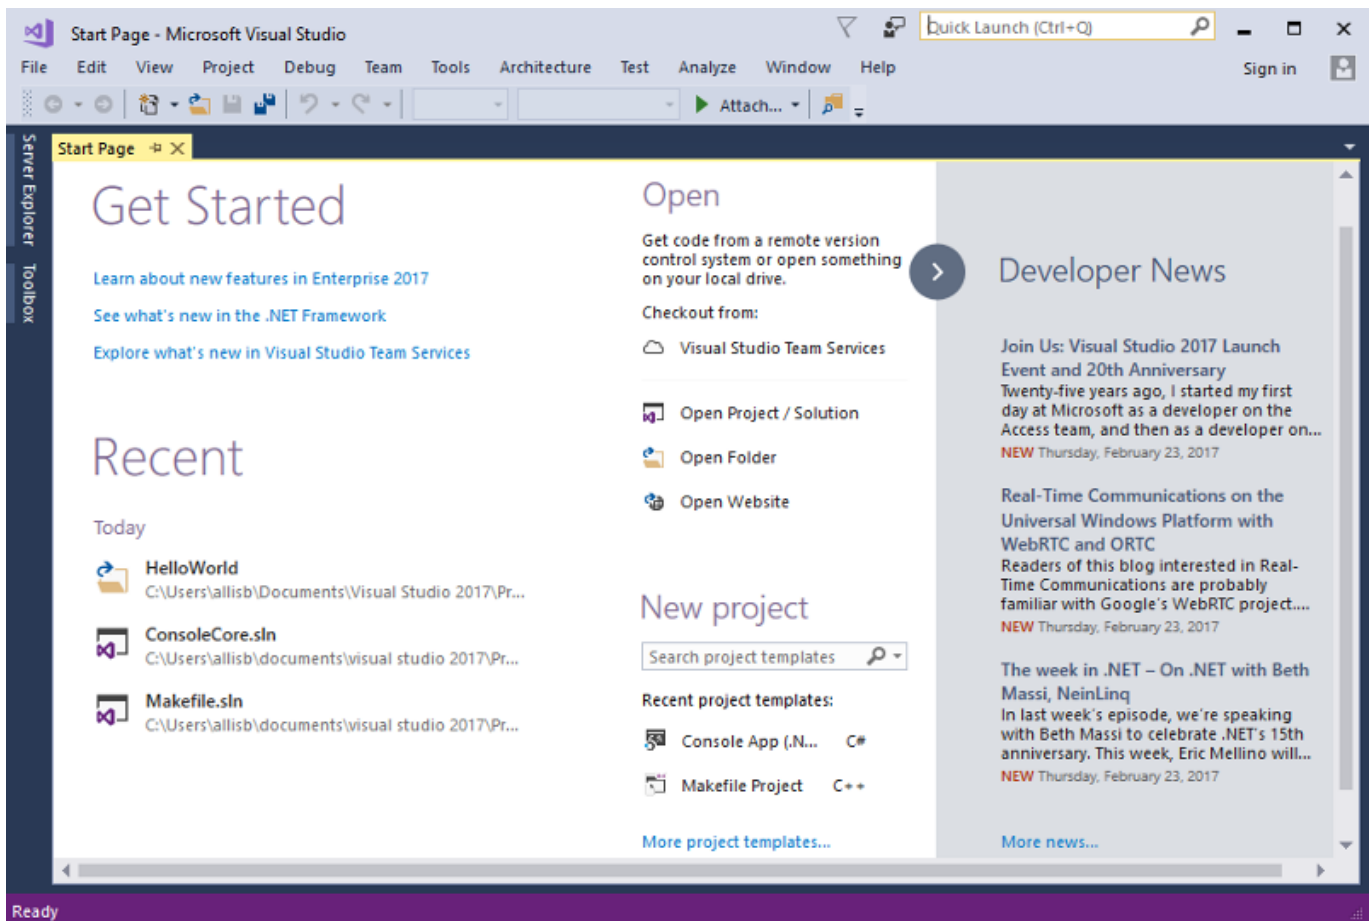 Start Page - Microsoft Visual Studio
Quick Launch (Ctrl+Q)
File Edit View Project Debug Team Tools Architecture Test Analyze Window Help
Sign in
Attach...
Server Explorer
Toolbox
Start Page
Get Started
Learn about new features in Enterprise 2017
See what's new in the .NET Framework
Explore what's new in Visual Studio Team Services
Recent
Today
HelloWorld
C:\Users\allisb\Documents\Visual Studio 2017\Pr...
ConsoleCore.sln
C:\Users\allisb\documents\visual studio 2017\Pr...
Makefile.sln
C:\Users\allisb\documents\visual studio 2017\Pr...
Open
Get code from a remote version
control system or open something
on your local drive.
Checkout from:
Visual Studio Team Services
Open Project / Solution
Open Folder
Open Website
New project
Search project templates
Recent project templates:
Console App (.N... C#
Makefile Project C++
More project templates...
Developer News
Join Us: Visual Studio 2017 Launch
Event and 20th Anniversary
Twenty-five years ago, I started my first
day at Microsoft as a developer on the
Access team, and then as a developer on...
NEW Thursday, February 23, 2017
Real-Time Communications on the
Universal Windows Platform with
WebRTC and ORTC
Readers of this blog interested in Real-
Time Communications are probably
familiar with Google's WebRTC project....
NEW Thursday, February 23, 2017
The week in .NET – On .NET with Beth
Massi, NeinLinq
In last week's episode, we're speaking
with Beth Massi to celebrate .NET's 15th
anniversary. This week, Eric Mellino will...
NEW Thursday, February 23, 2017
More news...
Ready